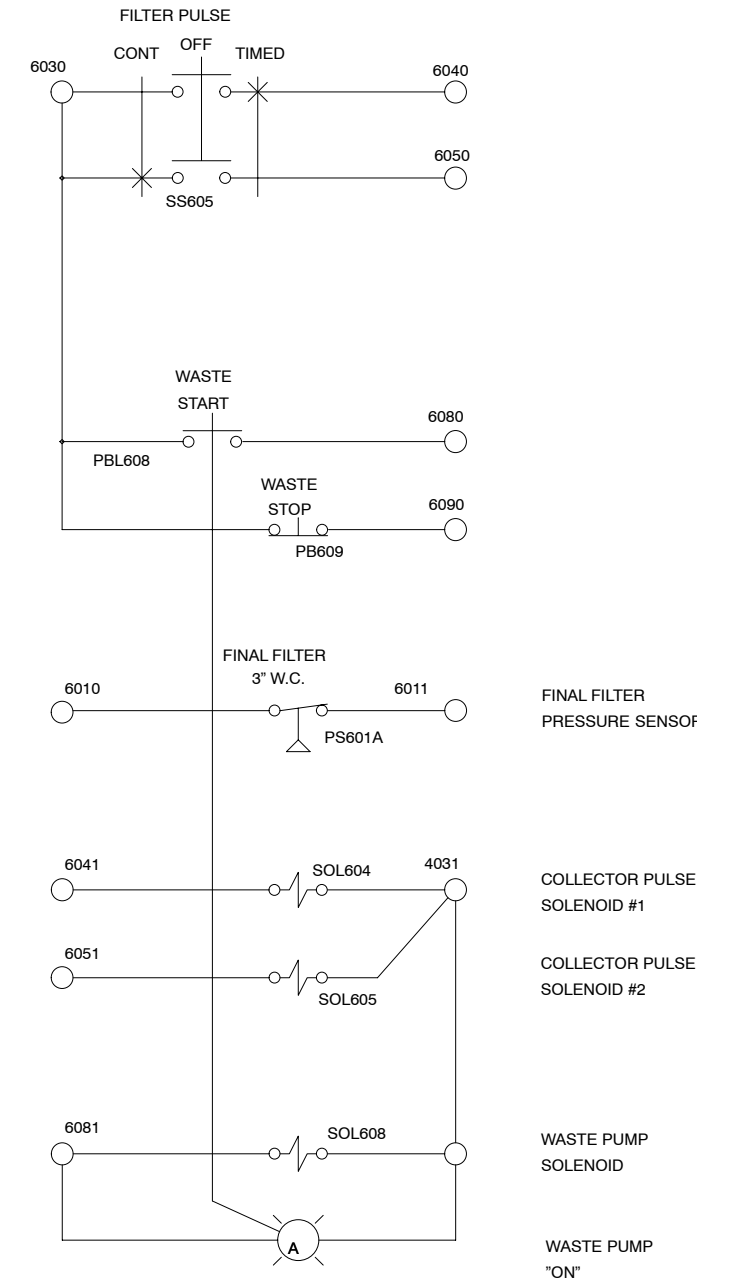 FILTER PULSE
CONT
OFF
TIMED
6030
6040
6050
SS605
WASTE
START
6080
PBL608
WASTE
STOP
6090
PB609
FINAL FILTER
3” W.C.
6010
6011
PS601A
FINAL FILTER
PRESSURE SENSOR
6041
SOL604
4031
COLLECTOR PULSE
SOLENOID #1
6051
SOL605
COLLECTOR PULSE
SOLENOID #2
6081
SOL608
WASTE PUMP
SOLENOID
A
WASTE PUMP
”ON”